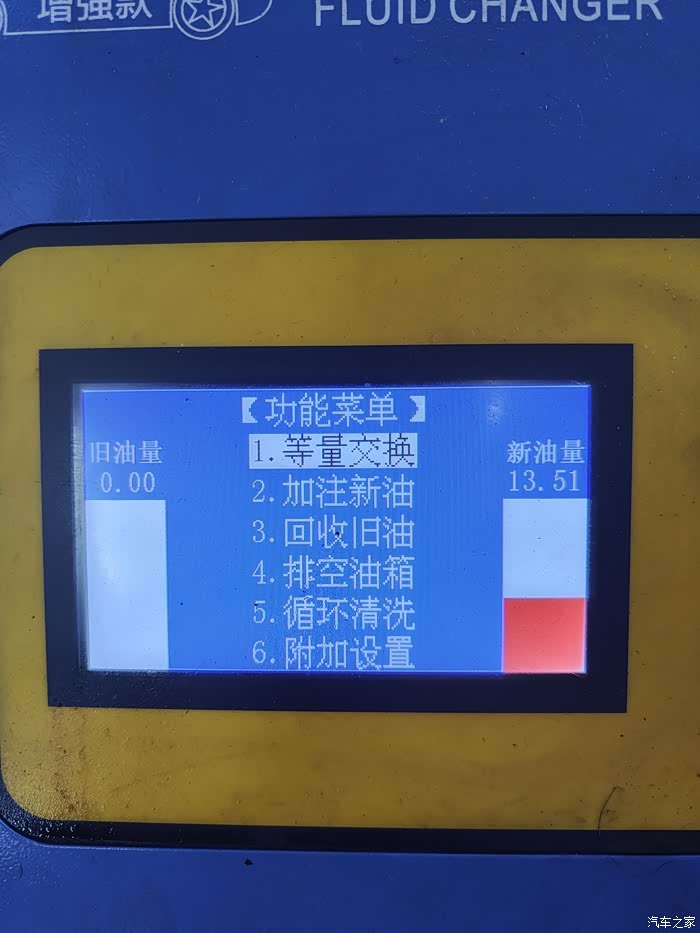 增强款
FLUID CHANGER
【功能菜单】
旧油量
0.00
1.等量交换
2.加注新油
3.回收旧油
4.排空油箱
5.循环清洗
6.附加设置
新油量
13.51
汽车之家